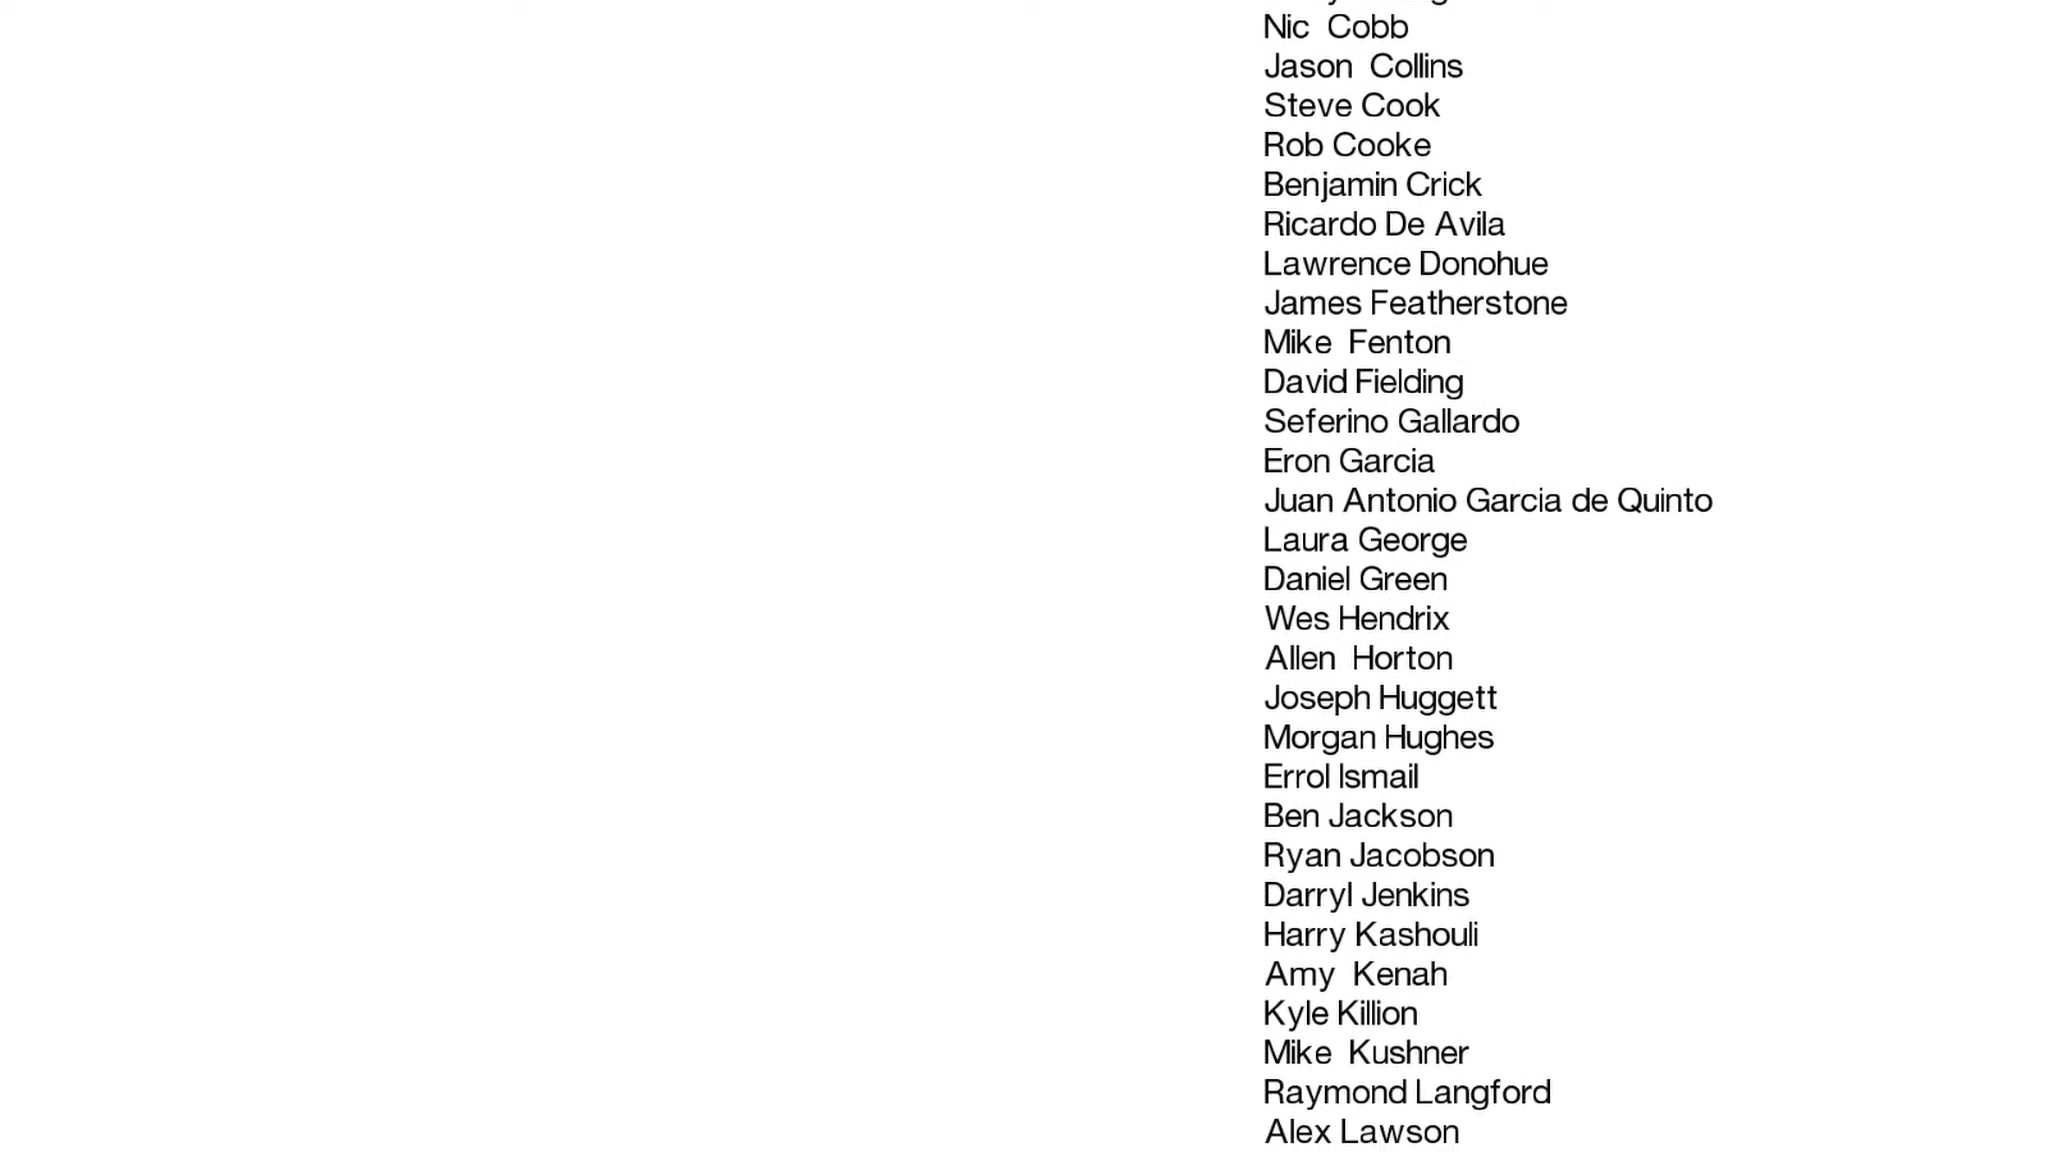 Nic  Cobb
Jason  Collins
Steve Cook
Rob Cooke
Benjamin Crick
Ricardo De Avila
Lawrence Donohue
James Featherstone
Mike  Fenton
David Fielding
Seferino Gallardo
Eron Garcia
Juan Antonio Garcia de Quinto
Laura George
Daniel Green
Wes Hendrix
Allen  Horton
Joseph Huggett
Morgan Hughes
Errol Ismail
Ben Jackson
Ryan Jacobson
Darryl Jenkins
Harry Kashouli
Amy  Kenah
Kyle Killion
Mike  Kushner
Raymond Langford
Alex Lawson